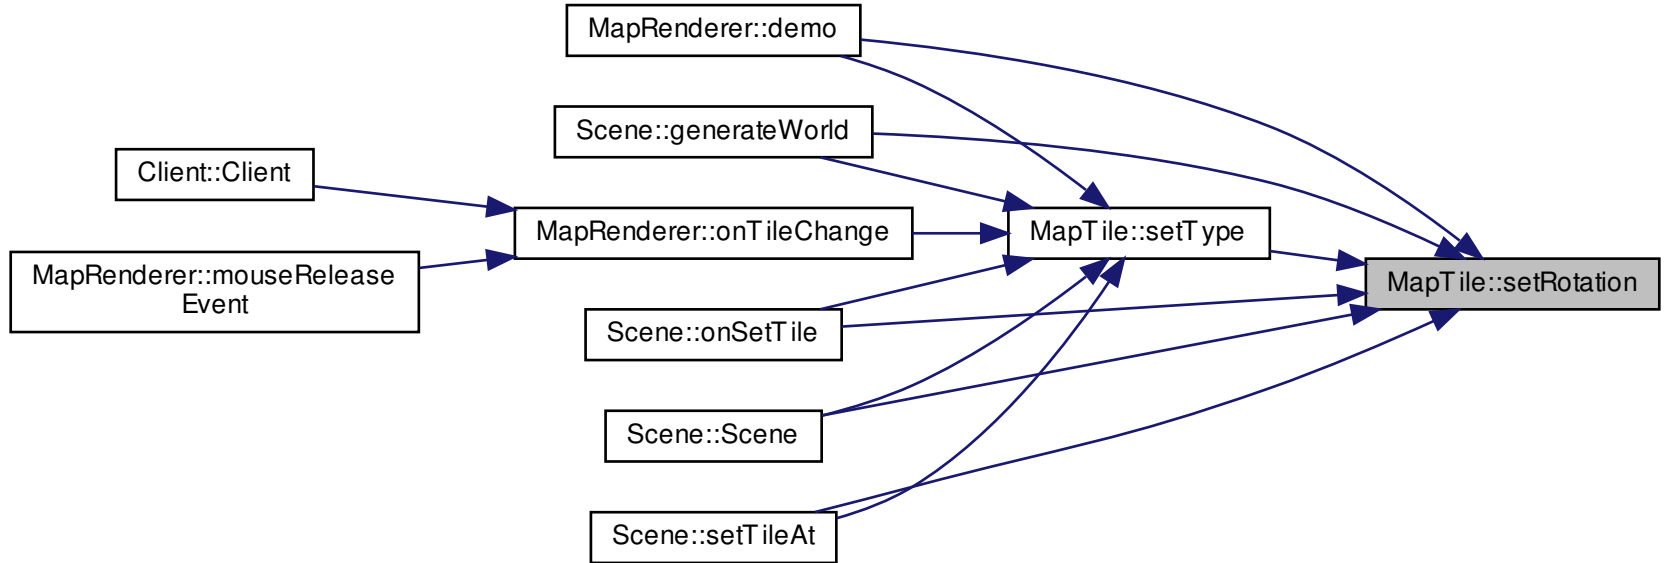 MapRenderer::demo
Scene::generateWorld
Client::Client
MapRenderer::onTileChange
MapTile::setType
MapRenderer::mouseRelease
Event
MapTile::setRotation
Scene::onSetTile
Scene::Scene
Scene::setTileAt